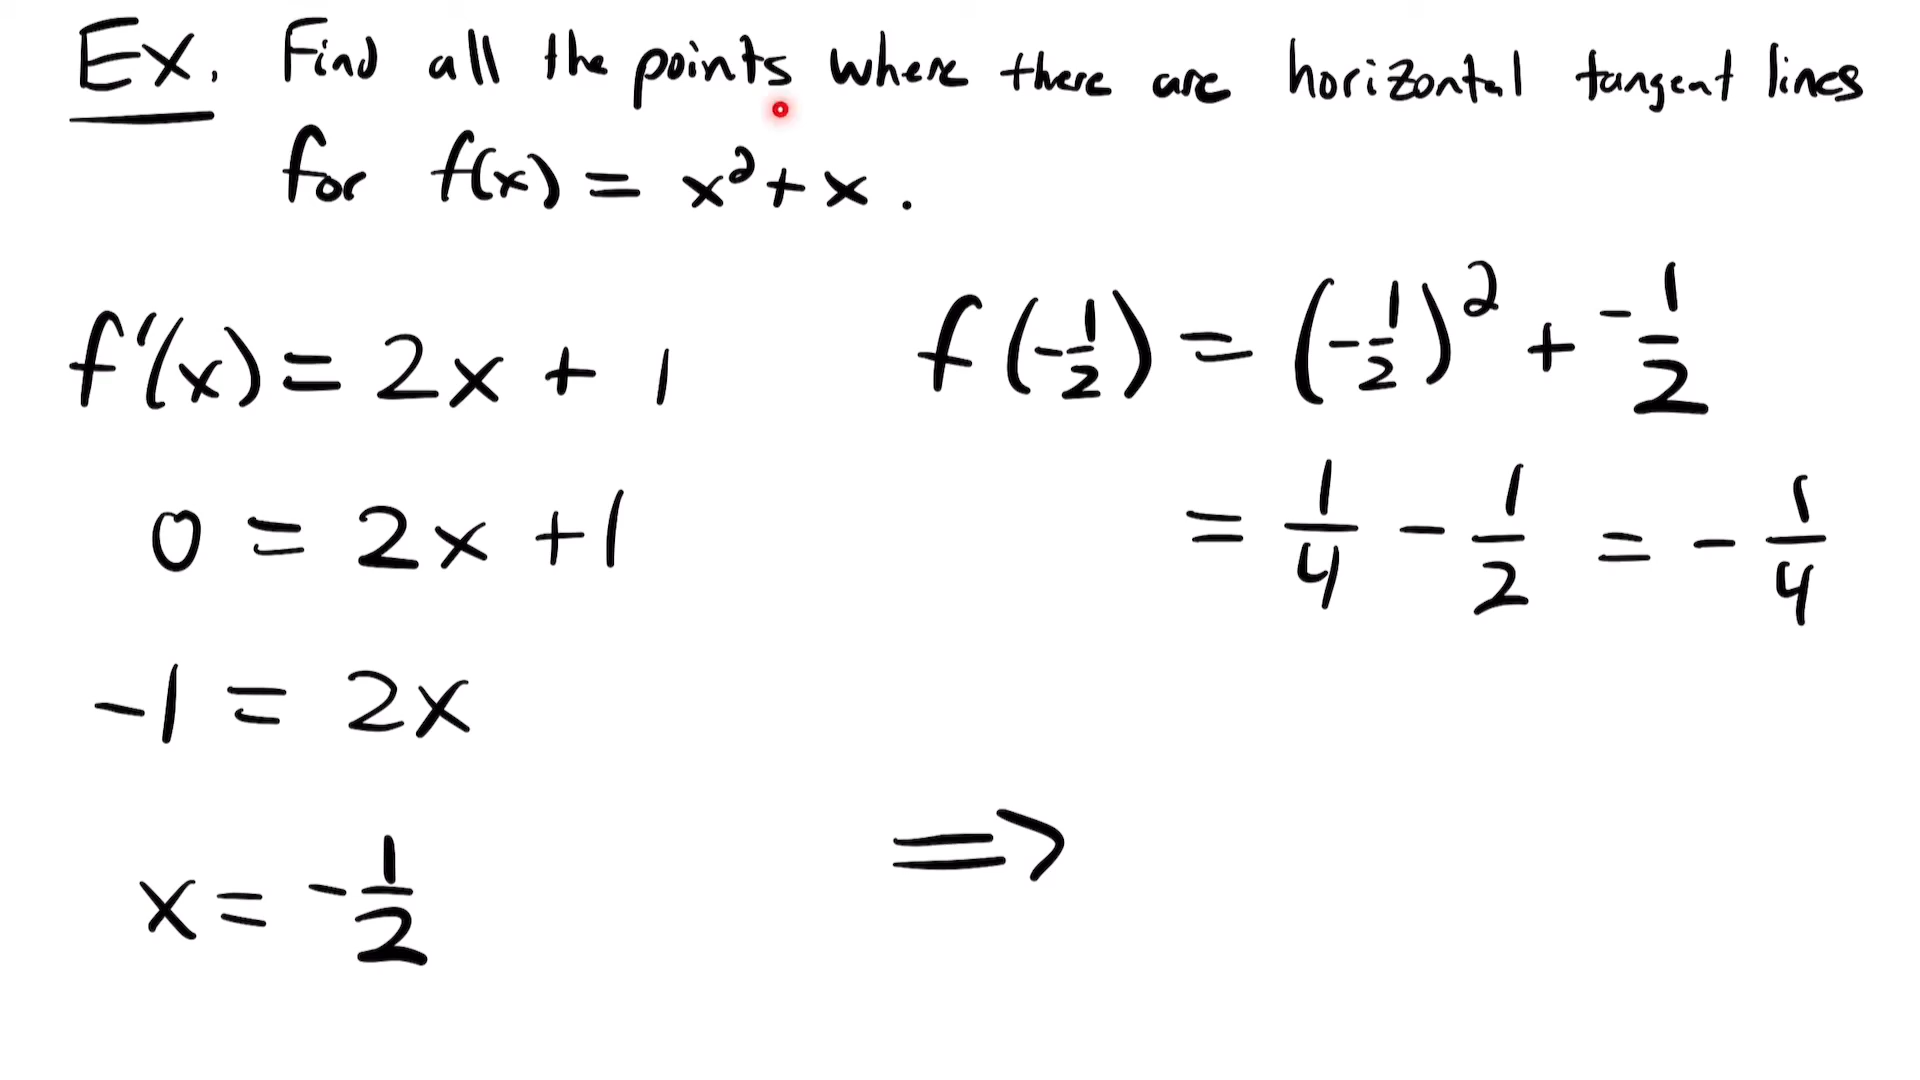 Ex. Find all the points where there are horizontal tangent lines
for f(x) = x² + x .
f'(x) = 2x + 1
0 = 2x + 1
-1 = 2x
x = -1/2
f(-1/2) = (-1/2)² + -1/2
= 1/4 - 1/2 = -1/4
=>